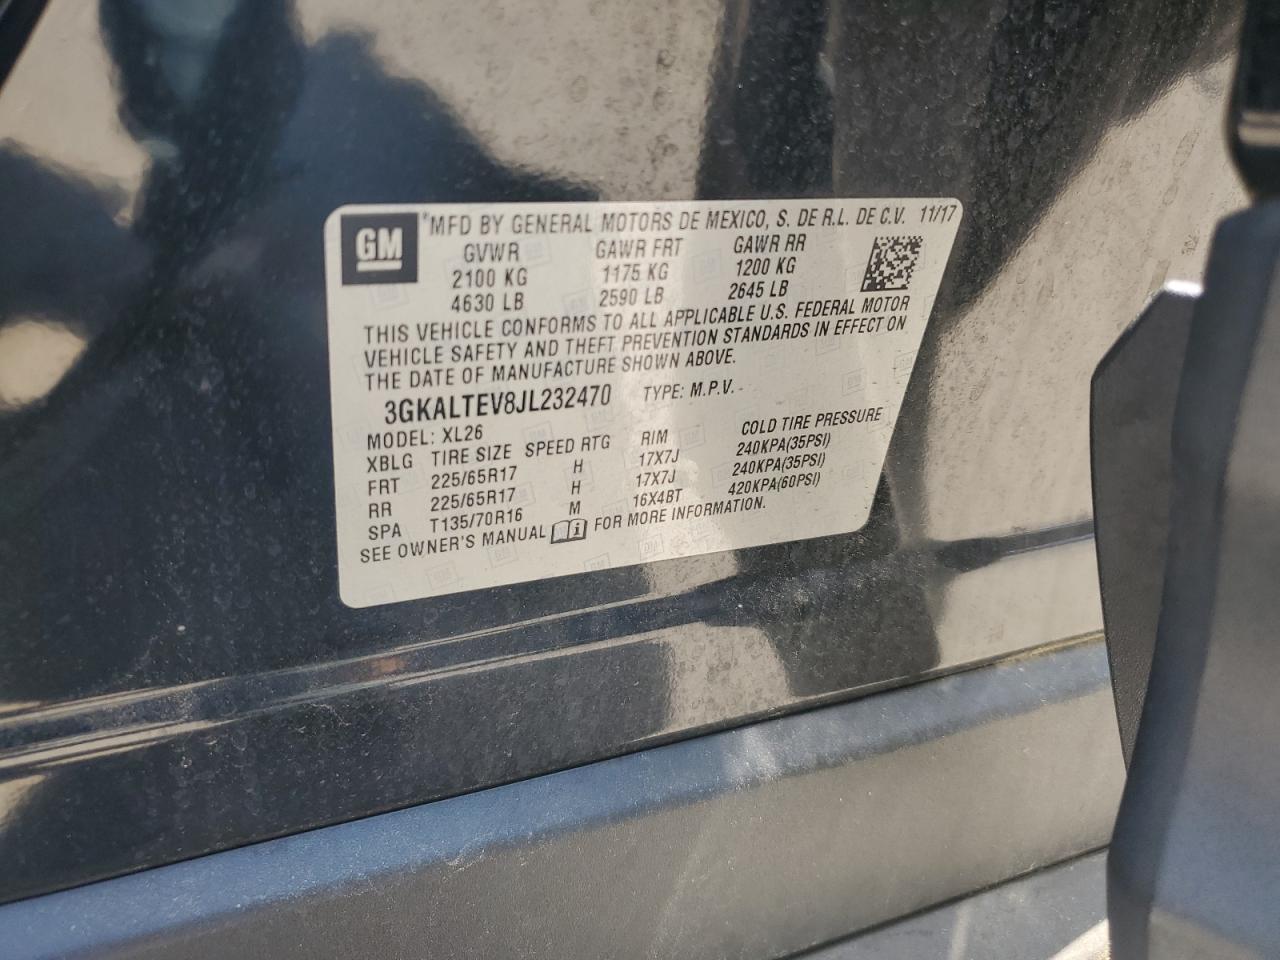 GM
*MFD BY GENERAL MOTORS DE MEXICO, S. DE R.L. DE C.V. 11/17
GVWR GAWR FRT GAWR RR
2100 KG 1175 KG 1200 KG
4630 LB 2590 LB 2645 LB
THIS VEHICLE CONFORMS TO ALL APPLICABLE U.S. FEDERAL MOTOR
VEHICLE SAFETY AND THEFT PREVENTION STANDARDS IN EFFECT ON
THE DATE OF MANUFACTURE SHOWN ABOVE.
3GKALTEV8JL232470 TYPE: M.P.V.
MODEL: XL26
XBLG TIRE SIZE SPEED RTG RIM COLD TIRE PRESSURE
FRT 225/65R17 H 17X7J 240KPA(35PSI)
RR 225/65R17 H 17X7J 240KPA(35PSI)
SPA T135/70R16 M 16X4BT 420KPA(60PSI)
SEE OWNER'S MANUAL i FOR MORE INFORMATION.